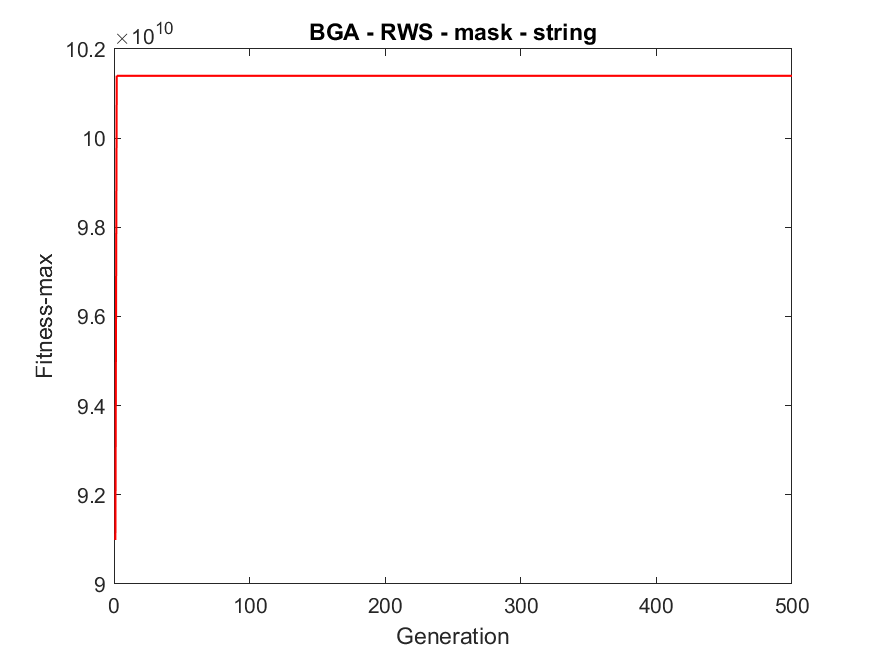 BGA - RWS - mask - string
×10^10
10.2
10
9.8
9.6
9.4
9.2
9
0 100 200 300 400 500
Generation
Fitness-max